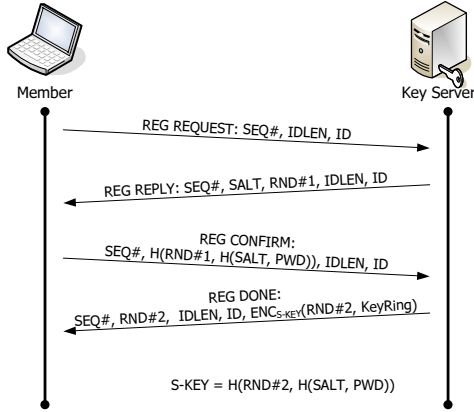 Member
Key Server
REG REQUEST: SEQ#, IDLEN, ID
REG REPLY: SEQ#, SALT, RND#1, IDLEN, ID
REG CONFIRM:
SEQ#, H(RND#1, H(SALT, PWD)), IDLEN, ID
REG DONE:
SEQ#, RND#2, IDLEN, ID, ENCS-KEY(RND#2, KeyRing)
S-KEY = H(RND#2, H(SALT, PWD))